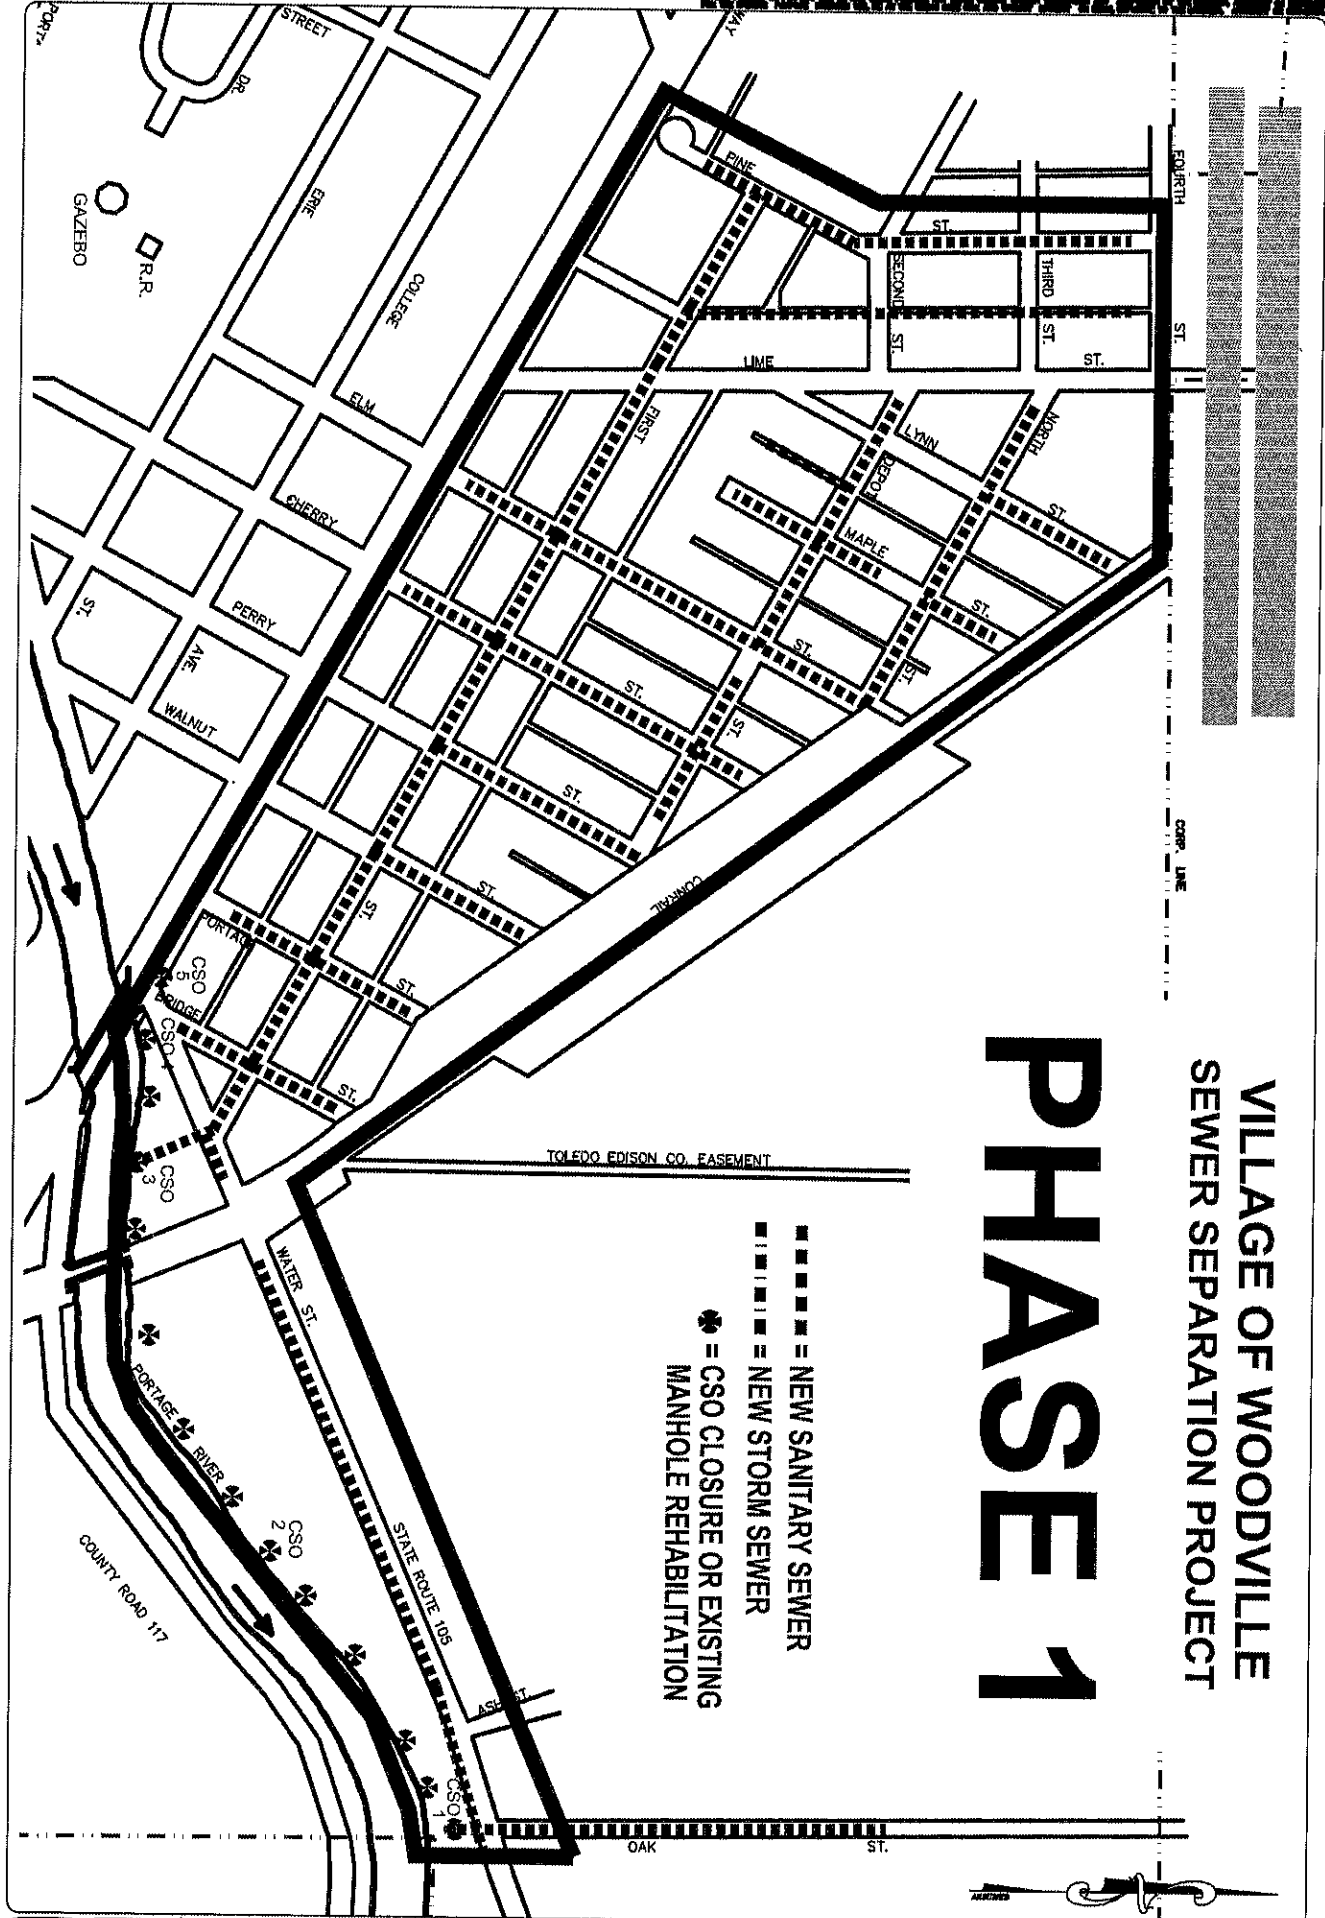 VILLAGE OF WOODVILLE
SEWER SEPARATION PROJECT
PHASE 1
= NEW SANITARY SEWER
= NEW STORM SEWER
= CSO CLOSURE OR EXISTING
MANHOLE REHABILITATION
CORP. LINE
FOURTH
ST.
THIRD
ST.
SECOND
ST.
ST.
PINE
LIME
ST.
NORTH
ST.
LYNN
ST.
DEPOT
ST.
MAPLE
ST.
FIRST
ST.
ST.
ST.
ST.
ST.
ST.
ST.
CONRAIL
TOLEDO EDISON CO. EASEMENT
WAY
STREET
DR.
GAZEBO
R.R.
ERIE
COLLEGE
ELM
CHERRY
PERRY
AVE.
WALNUT
ST.
PORTAGE
BRIDGE
CSO
5
CSO
CSO
3
WATER ST.
STATE ROUTE 105
PORTAGE RIVER
CSO
2
COUNTY ROAD 117
ASH ST.
CSO
1
OAK
ST.